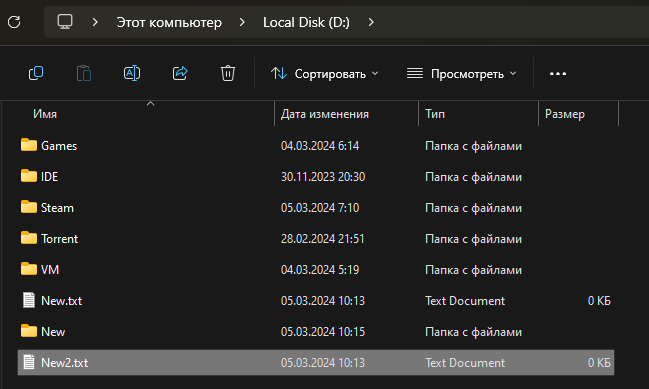 Этот компьютер > Local Disk (D:) >
Сортировать Просмотреть
Имя Дата изменения Тип Размер
Games 04.03.2024 6:14 Папка с файлами
IDE 30.11.2023 20:30 Папка с файлами
Steam 05.03.2024 7:10 Папка с файлами
Torrent 28.02.2024 21:51 Папка с файлами
VM 04.03.2024 5:19 Папка с файлами
New.txt 05.03.2024 10:13 Text Document 0 КБ
New 05.03.2024 10:15 Папка с файлами
New2.txt 05.03.2024 10:13 Text Document 0 КБ